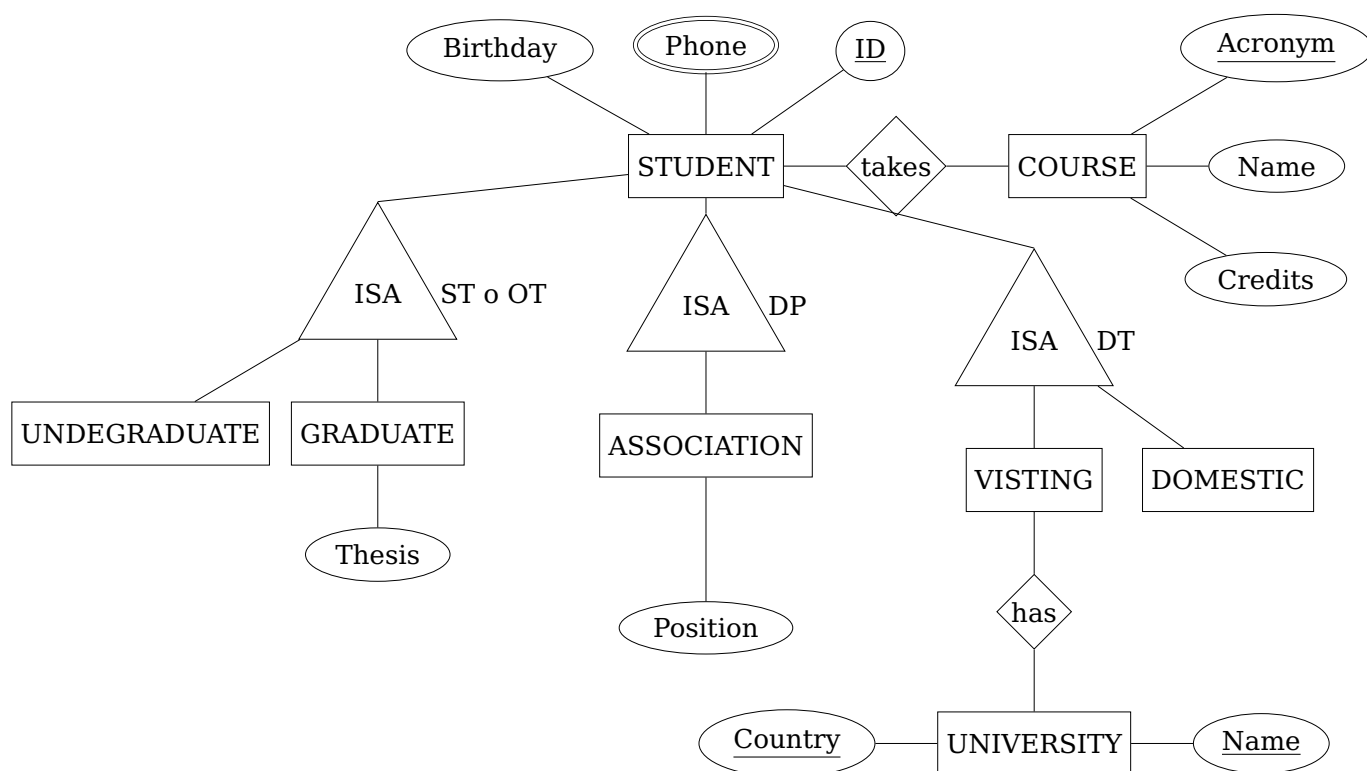 Birthday
Phone
ID
Acronym
STUDENT
takes
COURSE
Name
Credits
ISA
ST o OT
ISA
DP
ISA
DT
UNDEGRADUATE
GRADUATE
ASSOCIATION
VISTING
DOMESTIC
Thesis
Position
has
Country
UNIVERSITY
Name